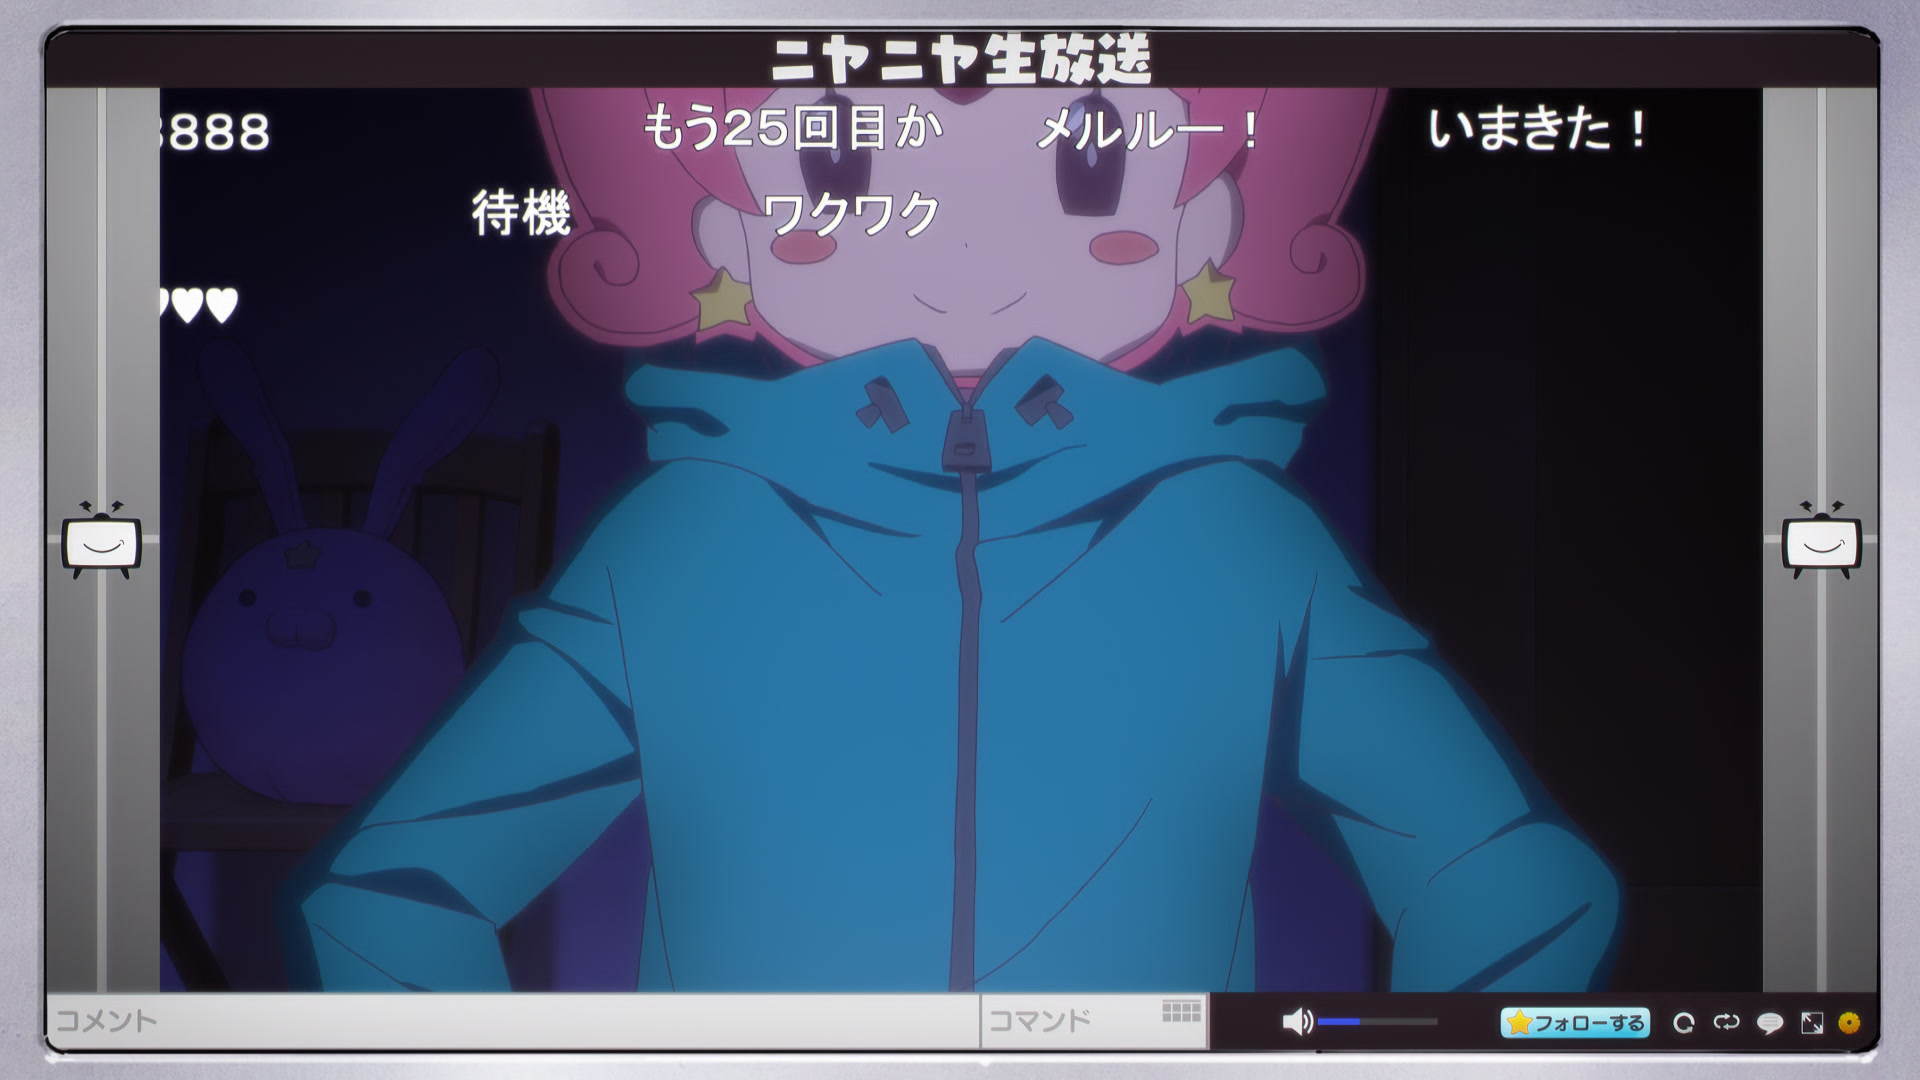 ニヤニヤ生放送
8888 もう25回目か メルルー！ いまきた！
待機 ワクワク
♥♥♥
コメント コマンド フォローする